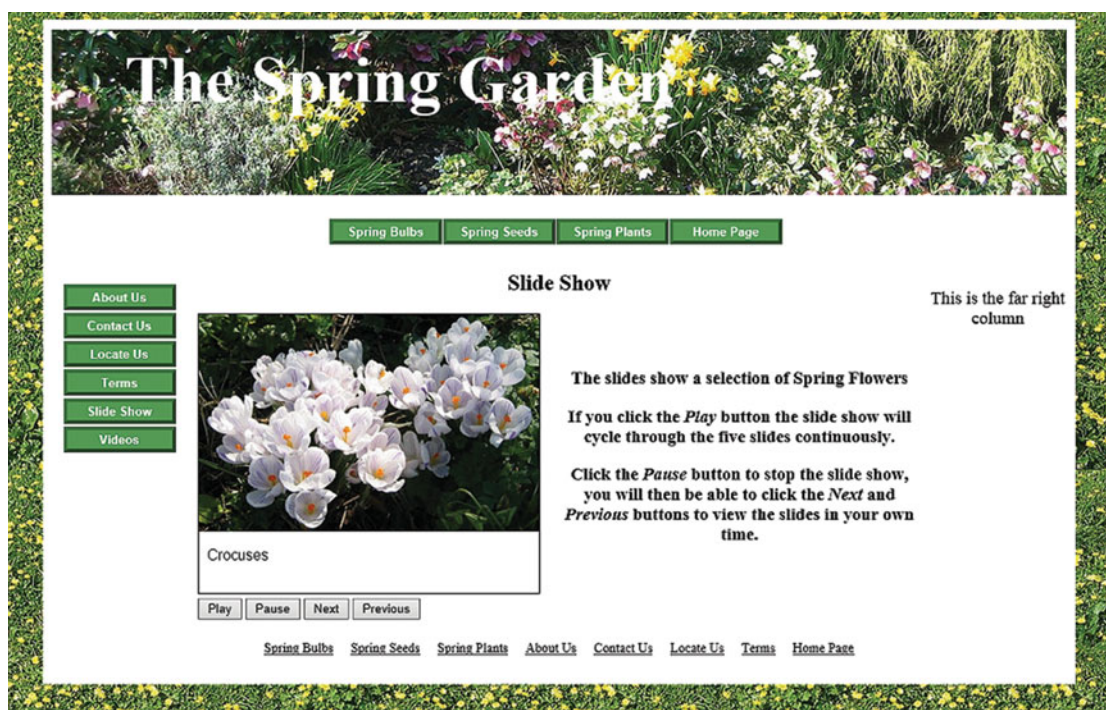 The Spring Garden
Spring Bulbs Spring Seeds Spring Plants Home Page
About Us
Contact Us
Locate Us
Terms
Slide Show
Videos
Slide Show
Crocuses
Play Pause Next Previous
The slides show a selection of Spring Flowers
If you click the Play button the slide show will
cycle through the five slides continuously.
Click the Pause button to stop the slide show,
you will then be able to click the Next and
Previous buttons to view the slides in your own
time.
This is the far right
column
Spring Bulbs Spring Seeds Spring Plants About Us Contact Us Locate Us Terms Home Page